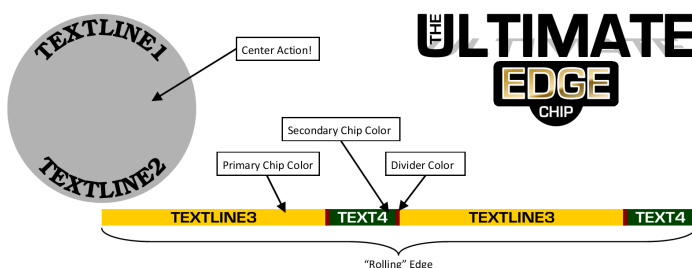 TEXTLINE1
TEXTLINE2
Center Action!
THE
ULTIMATE
EDGE
CHIP
Secondary Chip Color
Primary Chip Color
Divider Color
TEXTLINE3 TEXT4 TEXTLINE3 TEXT4
"Rolling" Edge